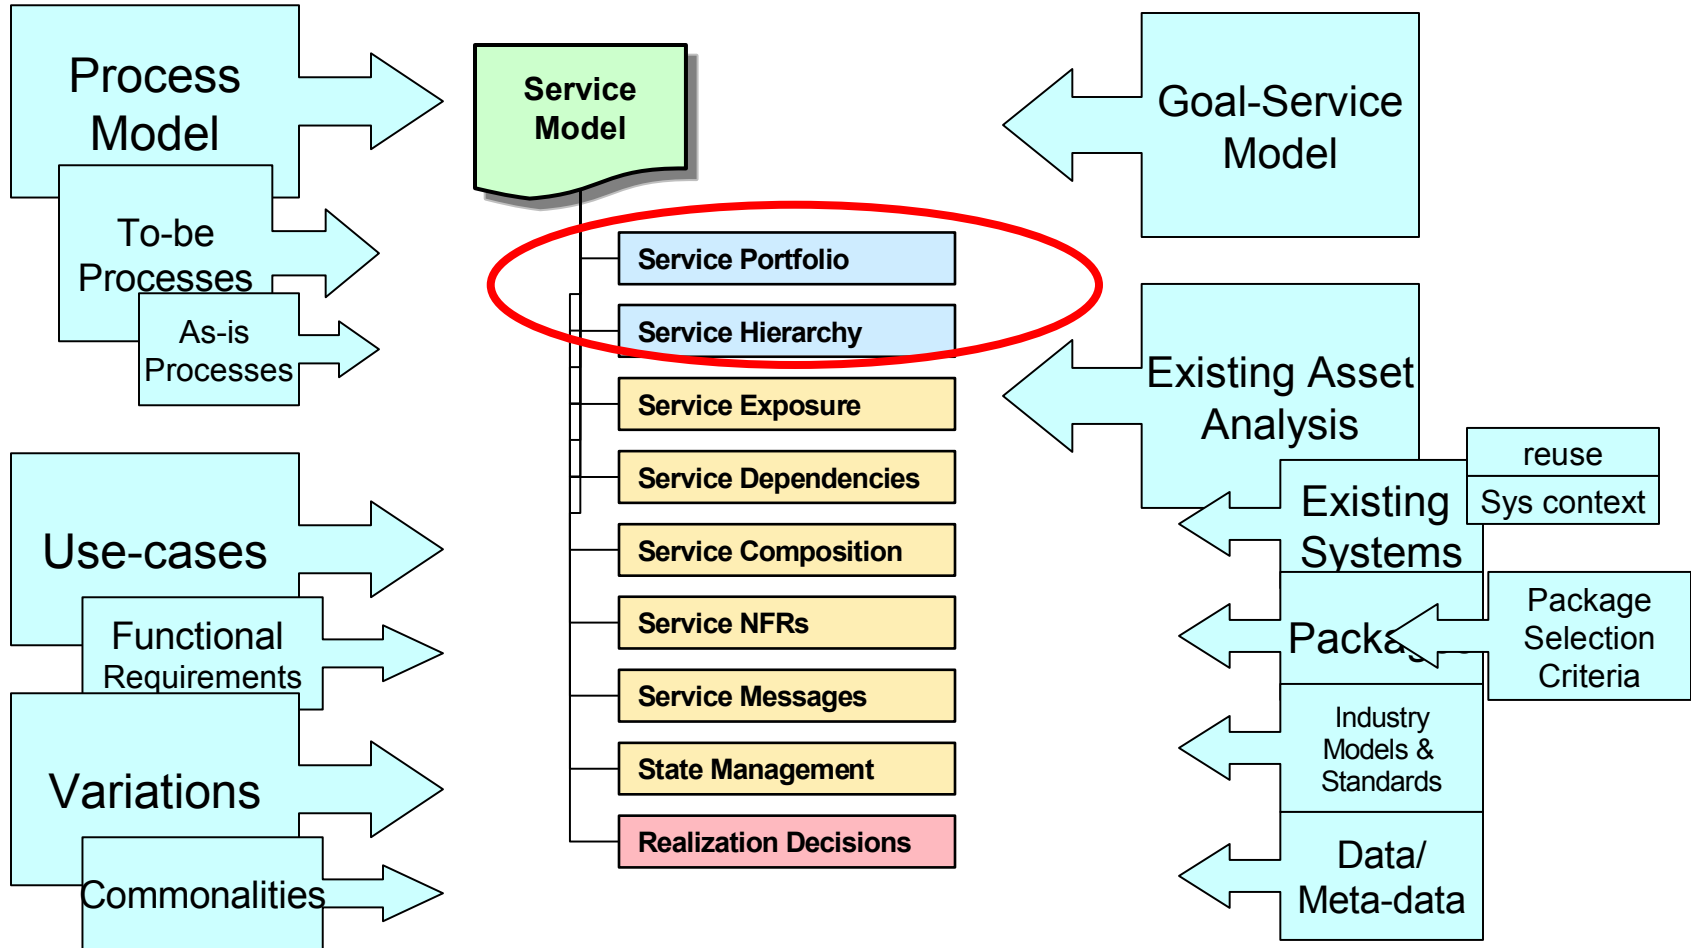 Process
Model
To-be
Processes
As-is
Processes
Use-cases
Functional
Requirements
Variations
Commonalities
Service
Model
Service Portfolio
Service Hierarchy
Service Exposure
Service Dependencies
Service Composition
Service NFRs
Service Messages
State Management
Realization Decisions
Goal-Service
Model
Existing Asset
Analysis
reuse
Sys context
Existing
Systems
Package
Selection
Criteria
Industry
Models &
Standards
Data/
Meta-data